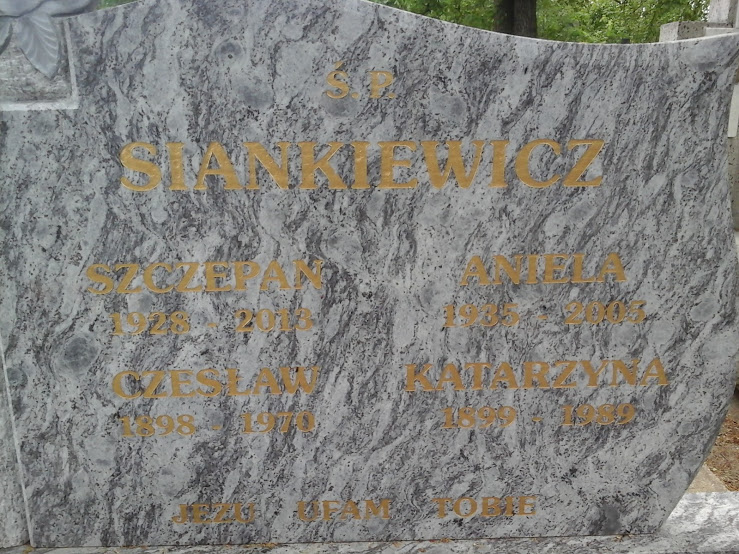 Ś. P.
SIANKIEWICZ
SZCZEPAN ANIELA
1928 - 2013 1935 - 2005
CZESŁAW KATARZYNA
1898 - 1970 1899 - 1989
JEZU UFAM TOBIE